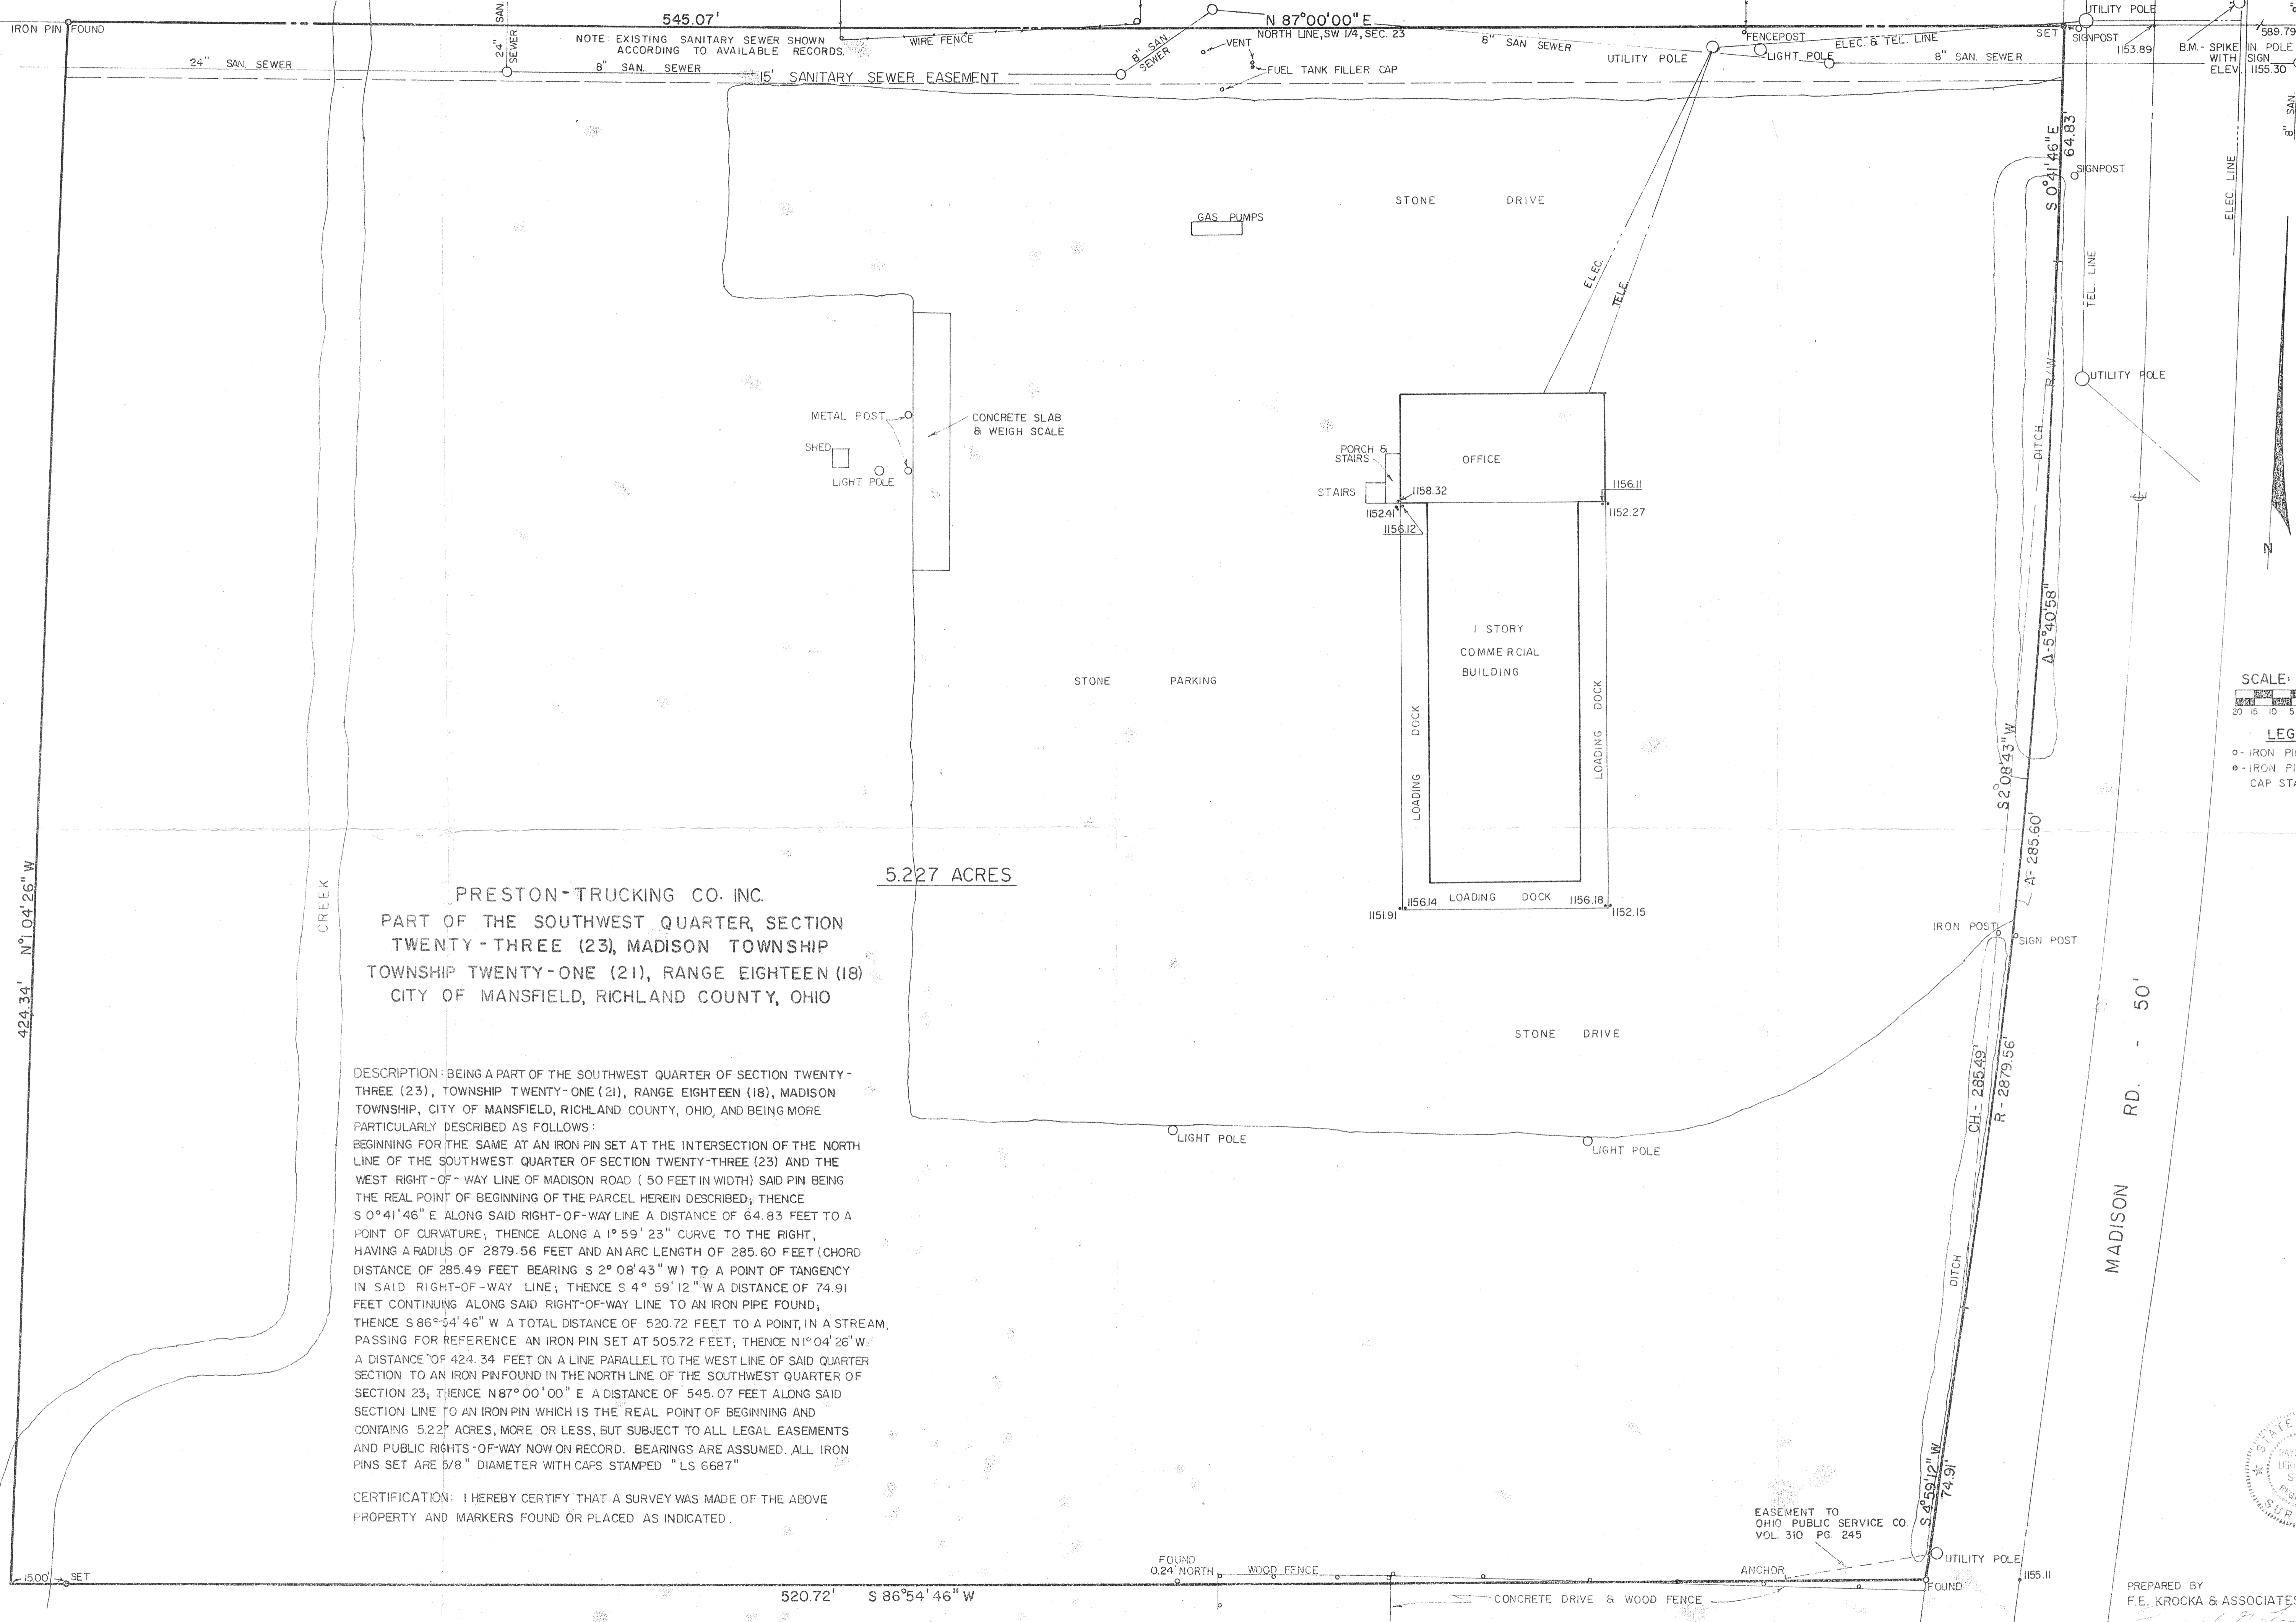 545.07'
N 87°00'00" E
NORTH LINE, SW 1/4, SEC. 23
IRON PIN FOUND
24" SAN.
SEWER
NOTE: EXISTING SANITARY SEWER SHOWN
ACCORDING TO AVAILABLE RECORDS.
WIRE FENCE
8" SAN.
SEWER
VENT
FUEL TANK FILLER CAP
8" SAN SEWER
UTILITY POLE
FENCEPOST
LIGHT POLE
ELEC. & TEL. LINE
SET
SIGNPOST
UTILITY POLE
1153.89
589.79
B.M. - SPIKE IN POLE
WITH SIGN
ELEV. 1155.30
24" SAN. SEWER
8" SAN. SEWER
15' SANITARY SEWER EASEMENT
8" SAN. SEWER
8" SAN.
S 0°41'46" E
64.83'
SIGNPOST
ELEC. LINE
TEL. LINE
STONE DRIVE
GAS PUMPS
ELEC.
TELE.
R/W
UTILITY POLE
DITCH
METAL POST
CONCRETE SLAB
& WEIGH SCALE
SHED
LIGHT POLE
PORCH &
STAIRS
OFFICE
STAIRS
1158.32
1156.11
1152.41
1152.27
1156.12
N
Δ-5°40'58"
1 STORY
COMMERCIAL
BUILDING
STONE PARKING
LOADING DOCK
LOADING DOCK
SCALE:
20 15 10 5
LEG
O - IRON PI
- IRON PI
CAP STA
S 2°08'43" W
A - 285.60'
5.227 ACRES
CREEK
424.34' N°1 04'26" W
PRESTON-TRUCKING CO. INC.
PART OF THE SOUTHWEST QUARTER, SECTION
TWENTY-THREE (23), MADISON TOWNSHIP
TOWNSHIP TWENTY-ONE (21), RANGE EIGHTEEN (18)
CITY OF MANSFIELD, RICHLAND COUNTY, OHIO
1156.14 LOADING DOCK 1156.18
1151.91
1152.15
IRON POST
SIGN POST
STONE DRIVE
CH. - 285.49'
R - 2879.56'
MADISON RD. - 50'
LIGHT POLE
LIGHT POLE
DITCH
DESCRIPTION: BEING A PART OF THE SOUTHWEST QUARTER OF SECTION TWENTY-
THREE (23), TOWNSHIP TWENTY-ONE (21), RANGE EIGHTEEN (18), MADISON
TOWNSHIP, CITY OF MANSFIELD, RICHLAND COUNTY, OHIO, AND BEING MORE
PARTICULARLY DESCRIBED AS FOLLOWS:
BEGINNING FOR THE SAME AT AN IRON PIN SET AT THE INTERSECTION OF THE NORTH
LINE OF THE SOUTHWEST QUARTER OF SECTION TWENTY-THREE (23) AND THE
WEST RIGHT-OF-WAY LINE OF MADISON ROAD (50 FEET IN WIDTH) SAID PIN BEING
THE REAL POINT OF BEGINNING OF THE PARCEL HEREIN DESCRIBED; THENCE
S 0°41'46" E ALONG SAID RIGHT-OF-WAY LINE A DISTANCE OF 64.83 FEET TO A
POINT OF CURVATURE; THENCE ALONG A 1°59'23" CURVE TO THE RIGHT,
HAVING A RADIUS OF 2879.56 FEET AND AN ARC LENGTH OF 285.60 FEET (CHORD
DISTANCE OF 285.49 FEET BEARING S 2°08'43" W) TO A POINT OF TANGENCY
IN SAID RIGHT-OF-WAY LINE; THENCE S 4°59'12" W A DISTANCE OF 74.91
FEET CONTINUING ALONG SAID RIGHT-OF-WAY LINE TO AN IRON PIPE FOUND;
THENCE S 86°54'46" W A TOTAL DISTANCE OF 520.72 FEET TO A POINT, IN A STREAM,
PASSING FOR REFERENCE AN IRON PIN SET AT 505.72 FEET; THENCE N 1°04'26" W
A DISTANCE OF 424.34 FEET ON A LINE PARALLEL TO THE WEST LINE OF SAID QUARTER
SECTION TO AN IRON PIN FOUND IN THE NORTH LINE OF THE SOUTHWEST QUARTER OF
SECTION 23; THENCE N 87°00'00" E A DISTANCE OF 545.07 FEET ALONG SAID
SECTION LINE TO AN IRON PIN WHICH IS THE REAL POINT OF BEGINNING AND
CONTAING 5.227 ACRES, MORE OR LESS, BUT SUBJECT TO ALL LEGAL EASEMENTS
AND PUBLIC RIGHTS-OF-WAY NOW ON RECORD. BEARINGS ARE ASSUMED. ALL IRON
PINS SET ARE 5/8" DIAMETER WITH CAPS STAMPED "LS 6687"
CERTIFICATION: I HEREBY CERTIFY THAT A SURVEY WAS MADE OF THE ABOVE
PROPERTY AND MARKERS FOUND OR PLACED AS INDICATED.
S 4°59'12" W
74.91'
EASEMENT TO
OHIO PUBLIC SERVICE CO.
VOL. 310 PG. 245
STATE
SUR
UTILITY POLE
FOUND
0.24' NORTH
WOOD FENCE
ANCHOR
15.00'
SET
520.72' S 86°54'46" W
CONCRETE DRIVE & WOOD FENCE
FOUND
1155.11
PREPARED BY
F.E. KROCKA & ASSOCIATE